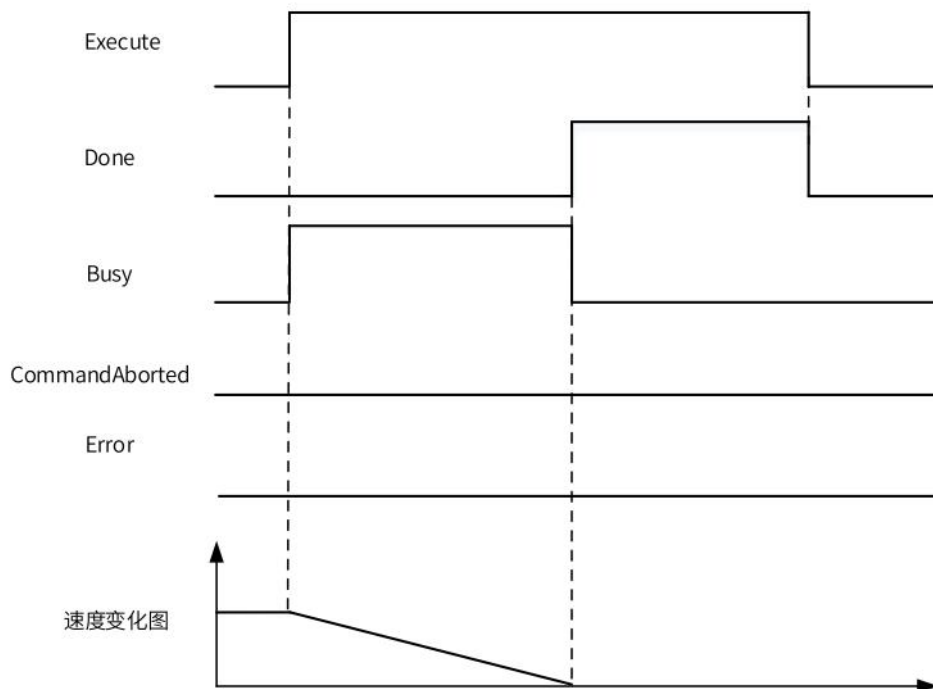 Execute
Done
Busy
CommandAborted
Error
速度变化图